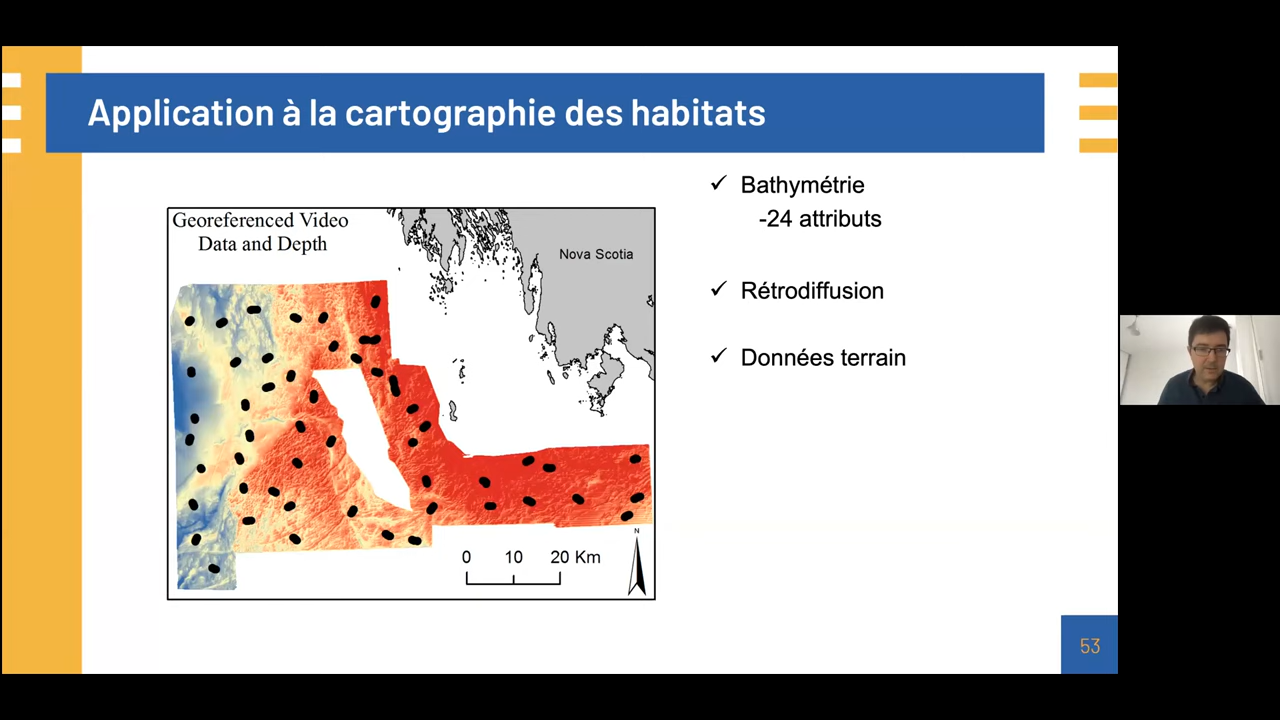 Application à la cartographie des habitats
Georeferenced Video
Data and Depth
Nova Scotia
0 10 20 Km
N
✓ Bathymétrie
-24 attributs
✓ Rétrodiffusion
✓ Données terrain
53